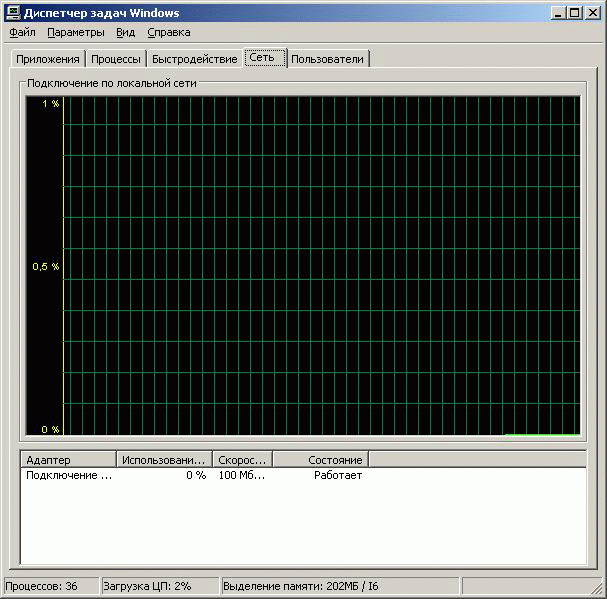 Диспетчер задач Windows
Файл Параметры Вид Справка
Приложения Процессы Быстродействие Сеть Пользователи
Подключение по локальной сети
1 %
0,5 %
0 %
Адаптер Использовани... Скорос... Состояние
Подключение ... 0 % 100 Мб... Работает
Процессов: 36 Загрузка ЦП: 2% Выделение памяти: 202МБ / 16